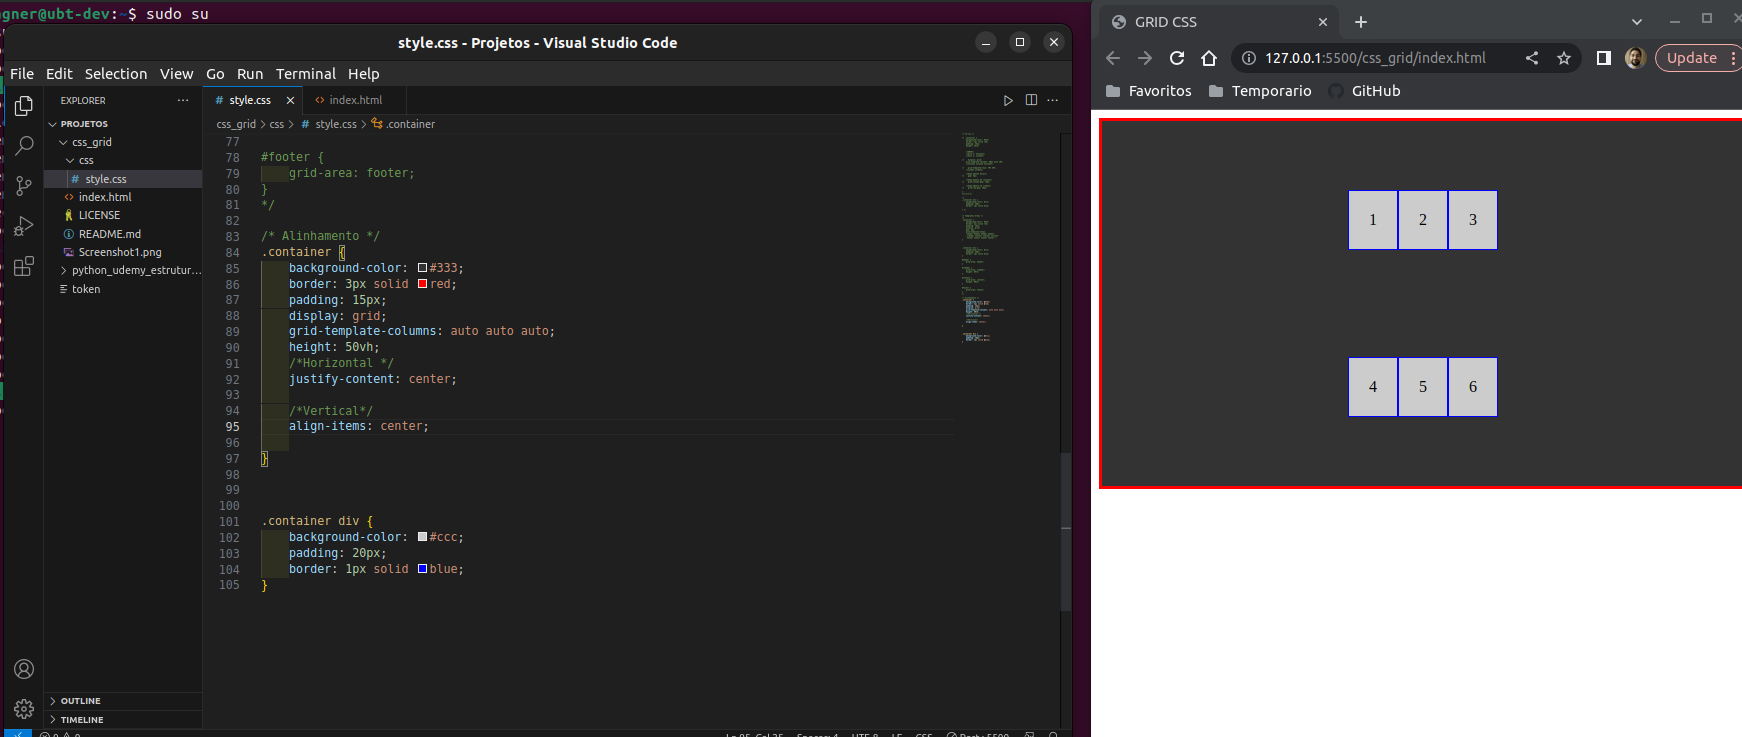 agner@ubt-dev:~$ sudo su
style.css - Projetos - Visual Studio Code
File Edit Selection View Go Run Terminal Help
EXPLORER
PROJETOS
css_grid
css
# style.css
index.html
LICENSE
README.md
Screenshot1.png
python_udemy_estrutur...
token
OUTLINE
TIMELINE
# style.css
<> index.html
css_grid > css > # style.css > .container
77
78 #footer {
79 grid-area: footer;
80 }
81 */
82
83 /* Alinhamento */
84 .container {
85 background-color: #333;
86 border: 3px solid red;
87 padding: 15px;
88 display: grid;
89 grid-template-columns: auto auto auto;
90 height: 50vh;
91 /*Horizontal */
92 justify-content: center;
93
94 /*Vertical*/
95 align-items: center;
96
97 }
98
99
100
101 .container div {
102 background-color: #ccc;
103 padding: 20px;
104 border: 1px solid blue;
105 }
GRID CSS
127.0.0.1:5500/css_grid/index.html
Update
Favoritos Temporario GitHub
1 2 3
4 5 6